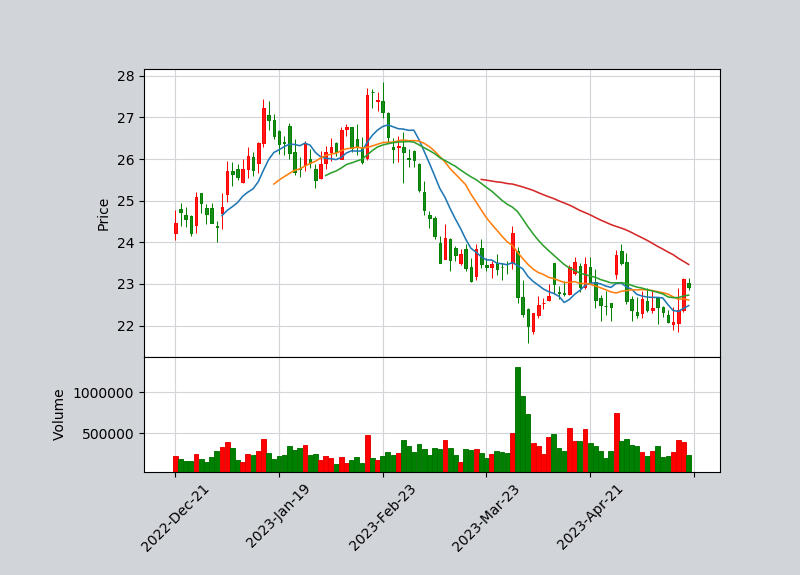 28
27
26
25
24
23
22
Price
1000000
500000
Volume
2022-Dec-21
2023-Jan-19
2023-Feb-23
2023-Mar-23
2023-Apr-21